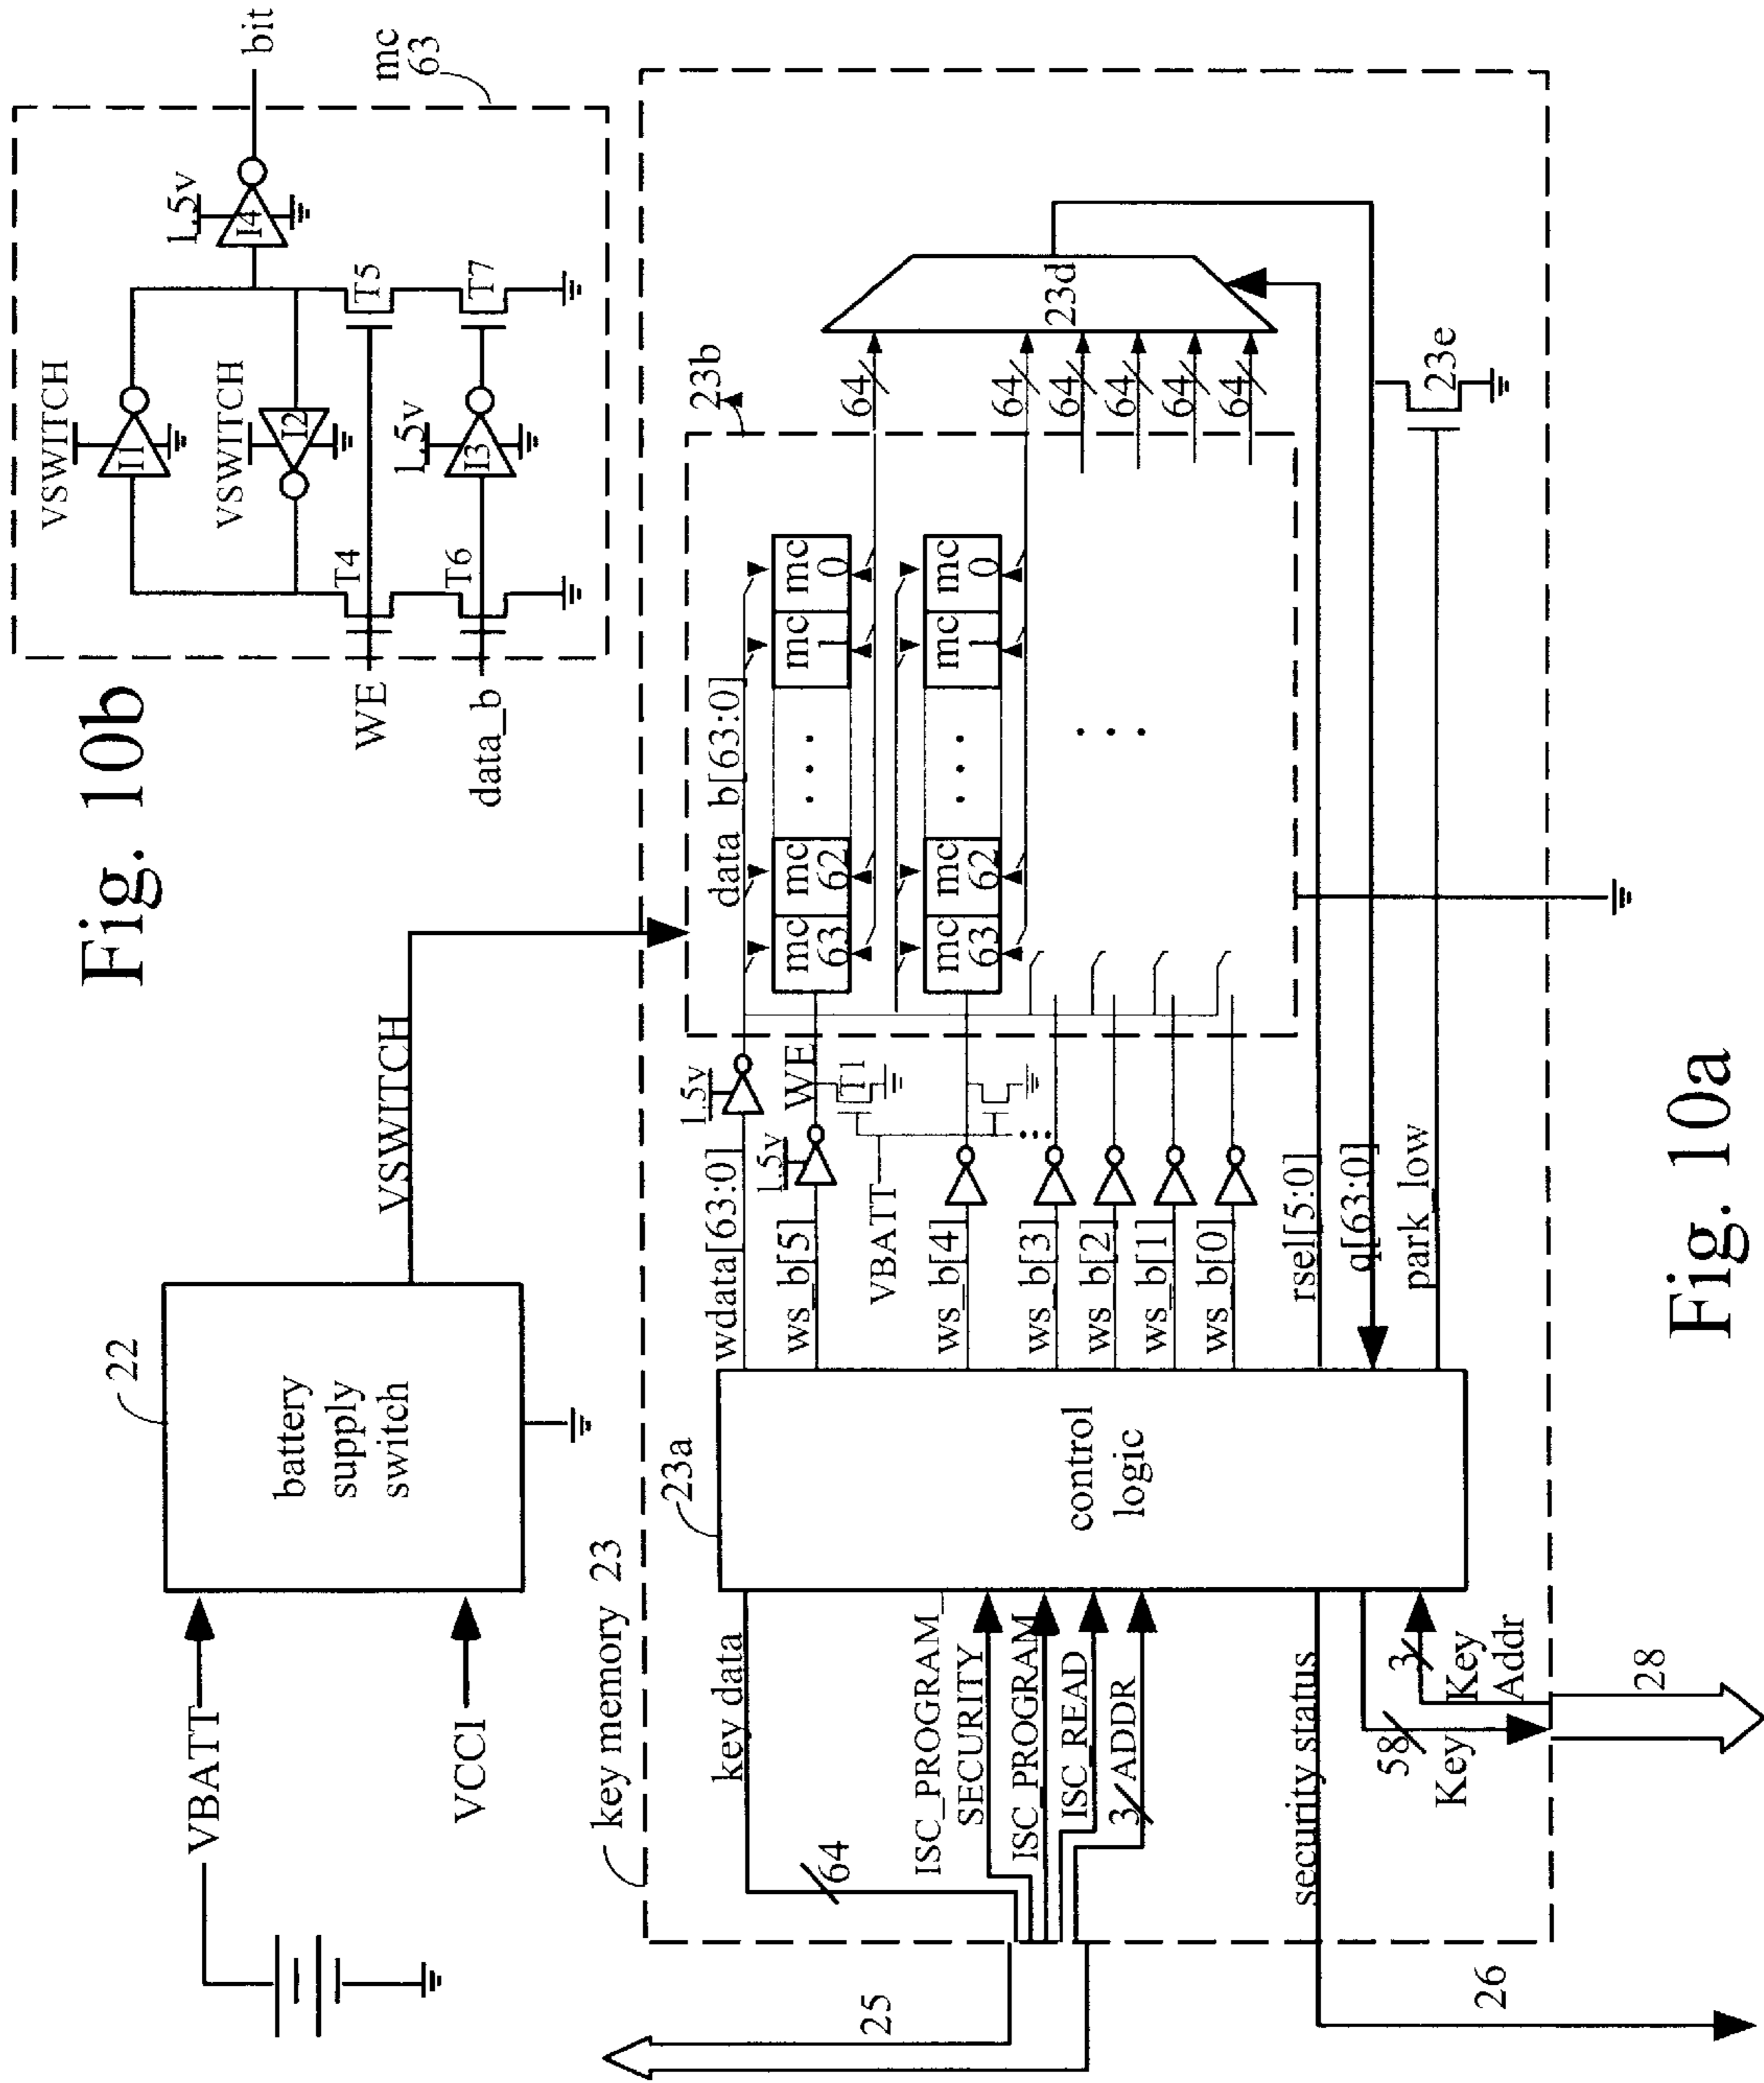 Fig. 10b
VSWITCH
I1
VSWITCH
I2
1.5v
I4
bit
mc
63
T4
T5
WE
1.5v
I3
T6
T7
data_b
VBATT
VCCI
22
battery
supply
switch
VSWITCH
key memory 23
23a
control
logic
key data
64
ISC_PROGRAM_
SECURITY
ISC_PROGRAM
ISC_READ
3
ADDR
25
security status
26
58
Key
3
Key
Addr
28
wdata[63:0]
1.5v
ws_b[5]
1.5v
WE
T1
VBATT
ws_b[4]
ws_b[3]
ws_b[2]
ws_b[1]
ws_b[0]
rsel[5:0]
q[63:0]
park_low
23b
data_b[63:0]
mc 63
mc 62
mc 1
mc 0
mc 63
mc 62
mc 1
mc 0
64
64
64
64
64
64
23d
23e
Fig. 10a